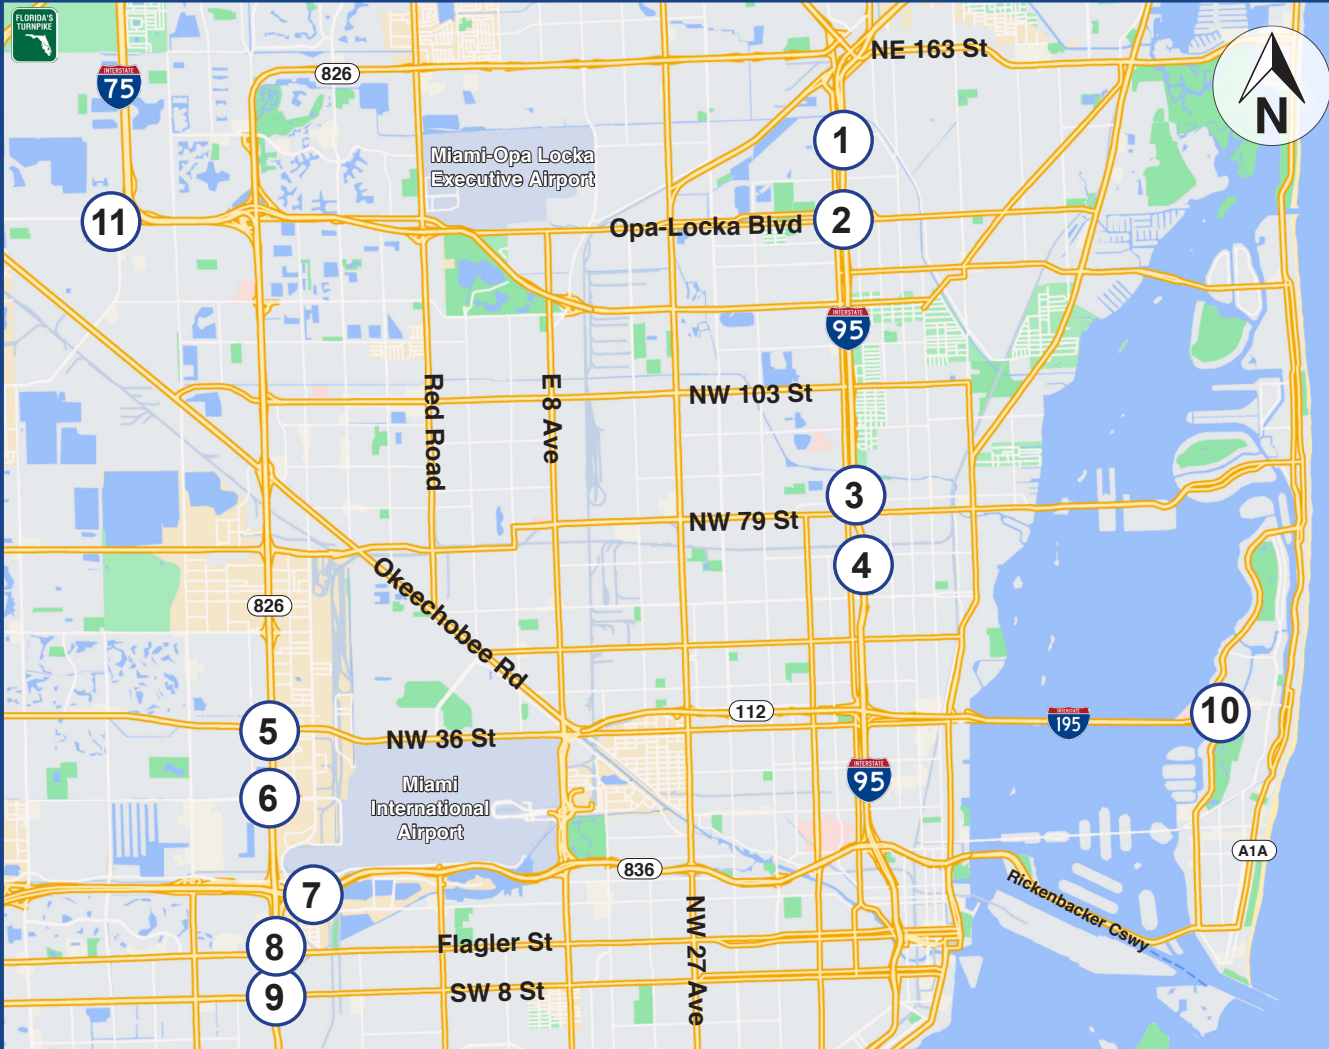 FLORIDA'S
TURNPIKE
INTERSTATE
75
826
NE 163 St
N
1
Miami-Opa Locka
Executive Airport
11
Opa-Locka Blvd
2
INTERSTATE
95
Red Road
E 8 Ave
NW 103 St
3
NW 79 St
4
Okeechobee Rd
826
5
NW 36 St
112
INTERSTATE
195
10
6
Miami
International
Airport
INTERSTATE
95
A1A
836
7
Rickenbacker Cswy
NW 27 Ave
8
Flagler St
9
SW 8 St